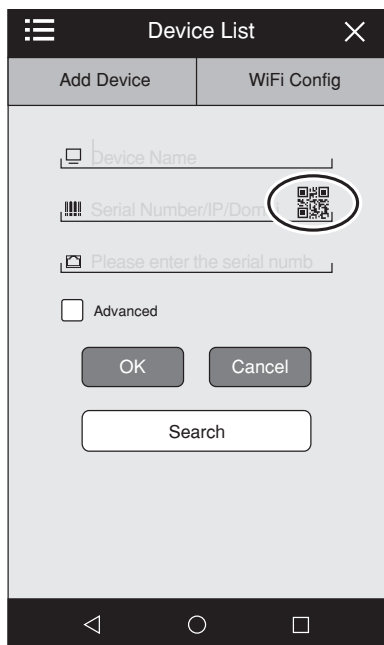 Device List
Add Device
WiFi Config
Device Name
Serial Number/IP/Dom
Please enter the serial numb
Advanced
OK
Cancel
Search